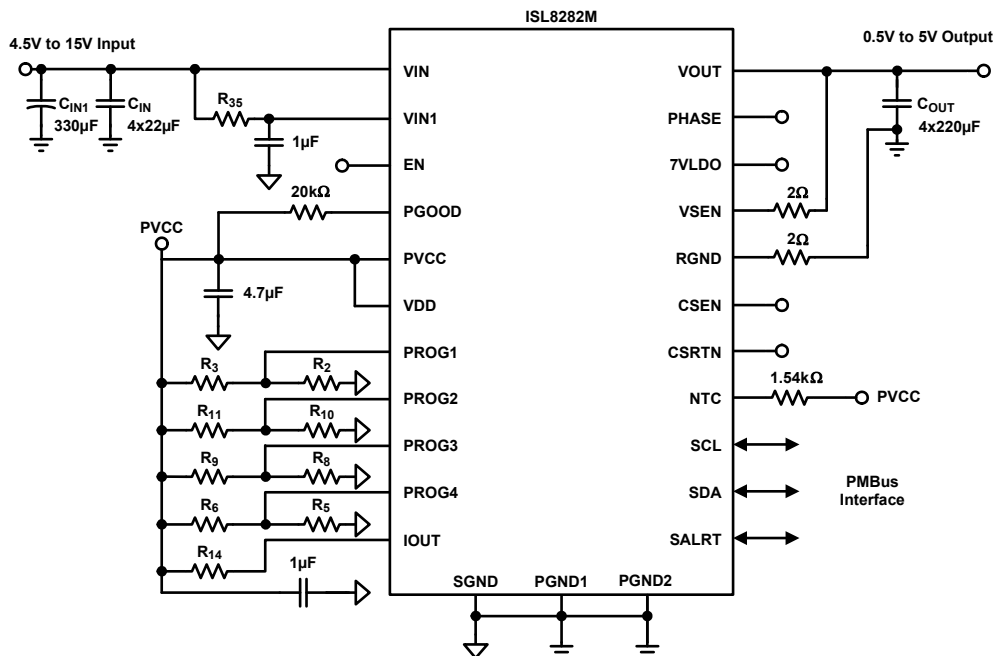 ISL8282M
4.5V to 15V Input
0.5V to 5V Output
VIN
VOUT
CIN1
330µF
CIN
4x22µF
R35
VIN1
1µF
PHASE
COUT
4x220µF
EN
7VLDO
20kΩ
PGOOD
VSEN
2Ω
PVCC
PVCC
RGND
2Ω
4.7µF
VDD
CSEN
PROG1
CSRTN
R3
R2
PROG2
NTC
1.54kΩ
PVCC
R11
R10
PROG3
SCL
R9
R8
PROG4
SDA
PMBus
Interface
R6
R5
IOUT
SALRT
R14
1µF
SGND
PGND1
PGND2